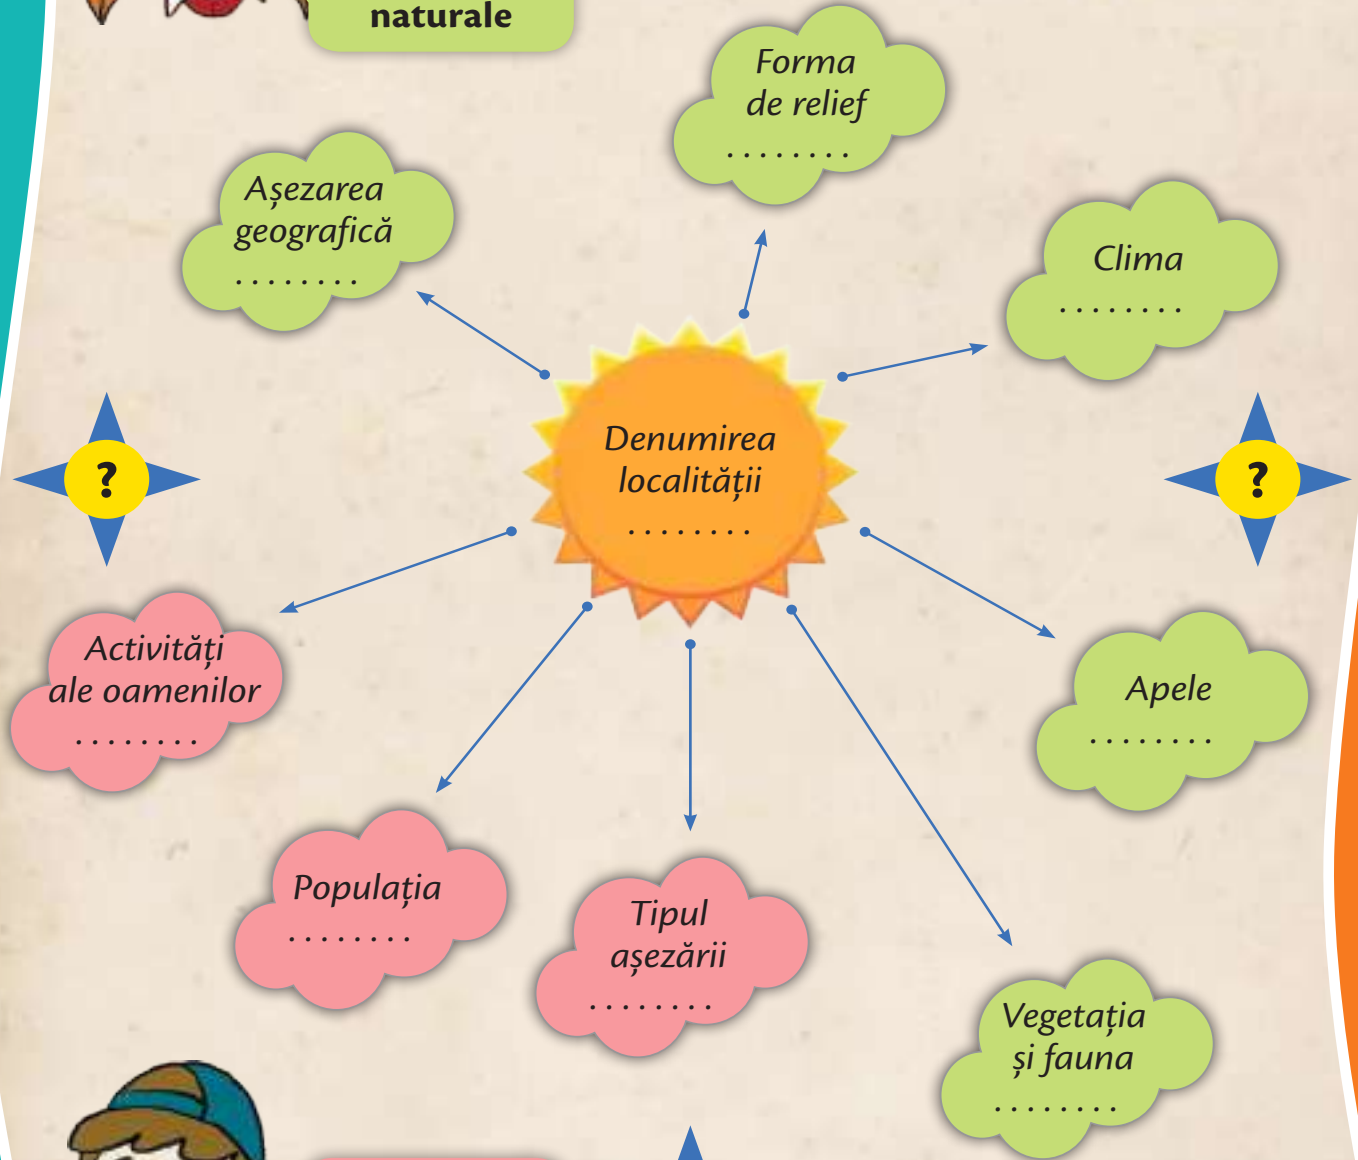 naturale
Forma
de relief
. . . . . . . .
Așezarea
geografică
. . . . . . . .
Clima
. . . . . . . .
Denumirea
localității
. . . . . . . .
?
?
Activități
ale oamenilor
. . . . . . . .
Apele
. . . . . . . .
Populația
. . . . . . . .
Tipul
așezării
. . . . . . . .
Vegetația
și fauna
. . . . . . . .